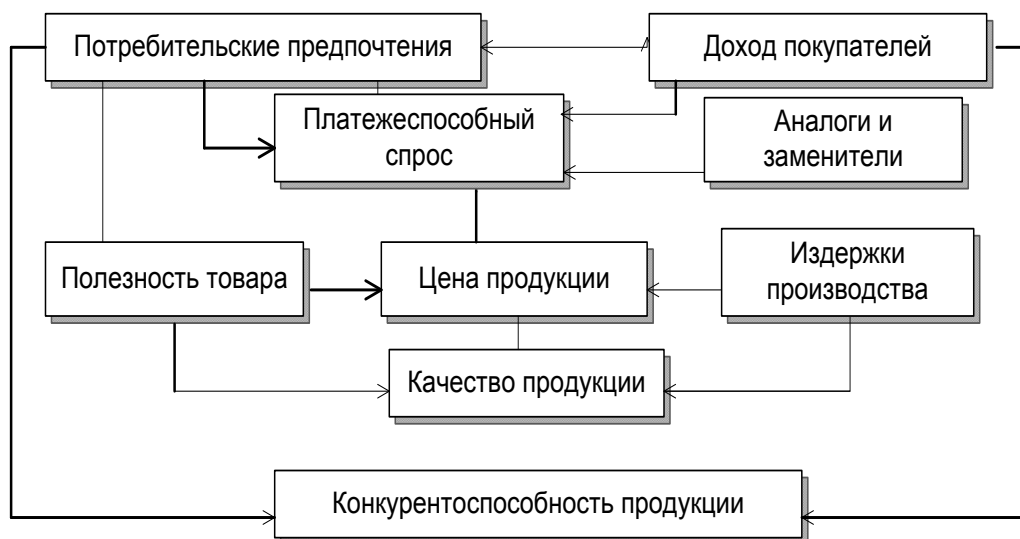 Потребительские предпочтения
Доход покупателей
Платежеспособный
спрос
Аналоги и
заменители
Полезность товара
Цена продукции
Издержки
производства
Качество продукции
Конкурентоспособность продукции